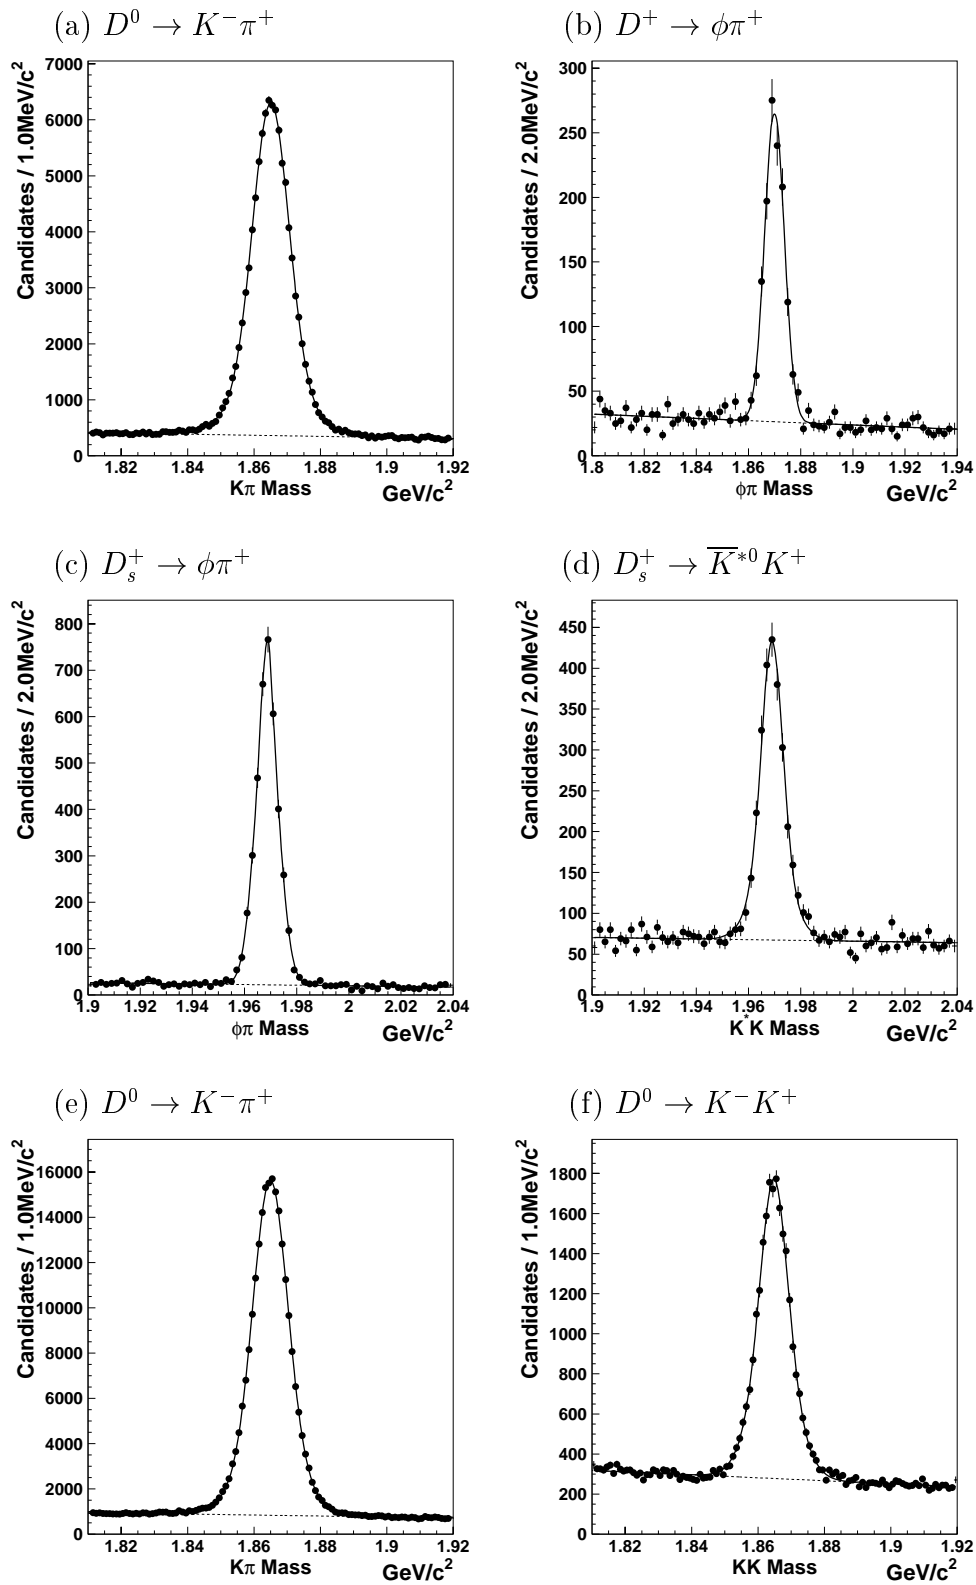 (a) D⁰ → K⁻π⁺
Candidates / 1.0MeV/c²
7000
6000
5000
4000
3000
2000
1000
0
1.82 1.84 1.86 1.88 1.9 1.92
Kπ Mass GeV/c²
(b) D⁺ → φπ⁺
Candidates / 2.0MeV/c²
300
250
200
150
100
50
0
1.8 1.82 1.84 1.86 1.88 1.9 1.92 1.94
φπ Mass GeV/c²
(c) D_s⁺ → φπ⁺
Candidates / 2.0MeV/c²
800
700
600
500
400
300
200
100
0
1.9 1.92 1.94 1.96 1.98 2 2.02 2.04
φπ Mass GeV/c²
(d) D_s⁺ → K̅*⁰K⁺
Candidates / 2.0MeV/c²
450
400
350
300
250
200
150
100
50
0
1.9 1.92 1.94 1.96 1.98 2 2.02 2.04
K*K Mass GeV/c²
(e) D⁰ → K⁻π⁺
Candidates / 1.0MeV/c²
16000
14000
12000
10000
8000
6000
4000
2000
0
1.82 1.84 1.86 1.88 1.9 1.92
Kπ Mass GeV/c²
(f) D⁰ → K⁻K⁺
Candidates / 1.0MeV/c²
1800
1600
1400
1200
1000
800
600
400
200
0
1.82 1.84 1.86 1.88 1.9 1.92
KK Mass GeV/c²